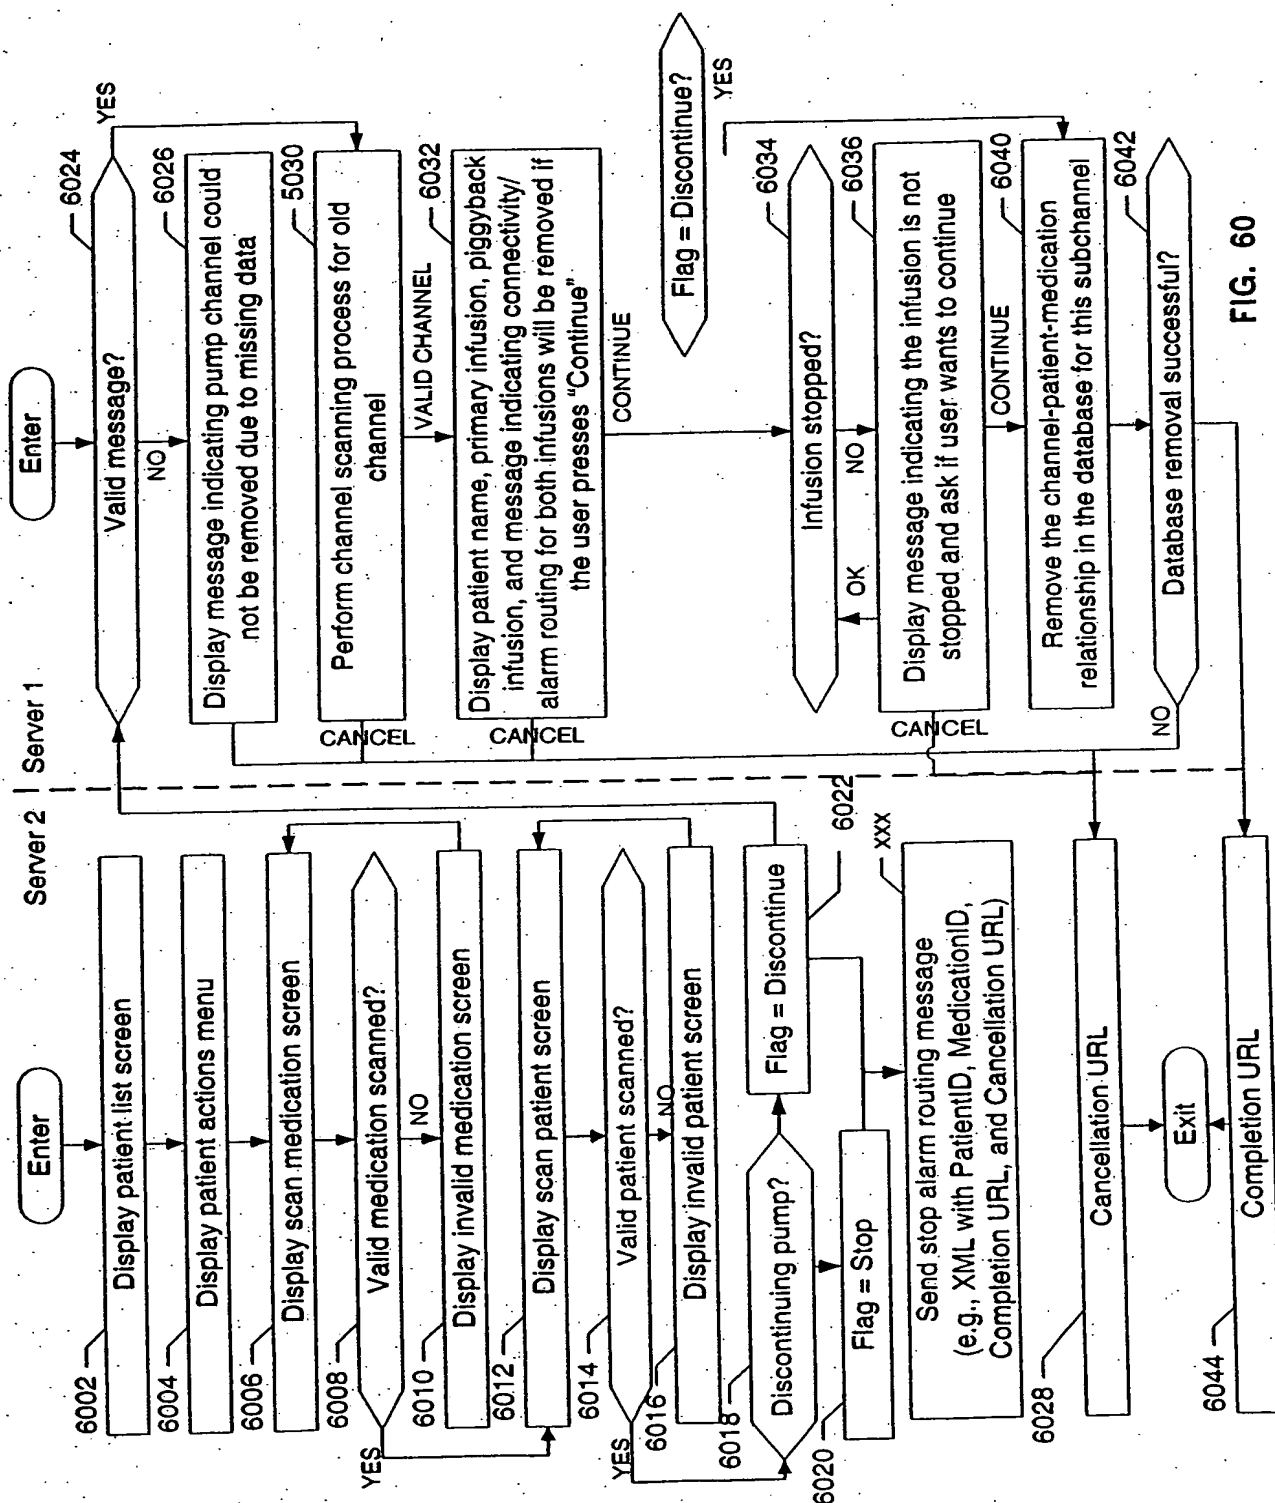 Server 2
Server 1
Enter
6002
Display patient list screen
6004
Display patient actions menu
6006
Display scan medication screen
6008
Valid medication scanned?
YES
NO
6010
Display invalid medication screen
6012
Display scan patient screen
6014
Valid patient scanned?
YES
NO
6016
Display invalid patient screen
6018
Discontinuing pump?
Flag = Discontinue
6022
6020
Flag = Stop
XXX
Send stop alarm routing message
(e.g., XML with PatientID, MedicationID,
Completion URL, and Cancellation URL)
6028
Cancellation URL
Exit
6044
Completion URL
Enter
6024
Valid message?
YES
NO
6026
Display message indicating pump channel could
not be removed due to missing data
5030
Perform channel scanning process for old
channel
CANCEL
VALID CHANNEL
6032
Display patient name, primary infusion, piggyback
infusion, and message indicating connectivity/
alarm routing for both infusions will be removed if
the user presses "Continue"
CANCEL
CONTINUE
Flag = Discontinue?
YES
6034
Infusion stopped?
OK
NO
6036
Display message indicating the infusion is not
stopped and ask if user wants to continue
CANCEL
CONTINUE
6040
Remove the channel-patient-medication
relationship in the database for this subchannel
6042
Database removal successful?
NO
FIG. 60